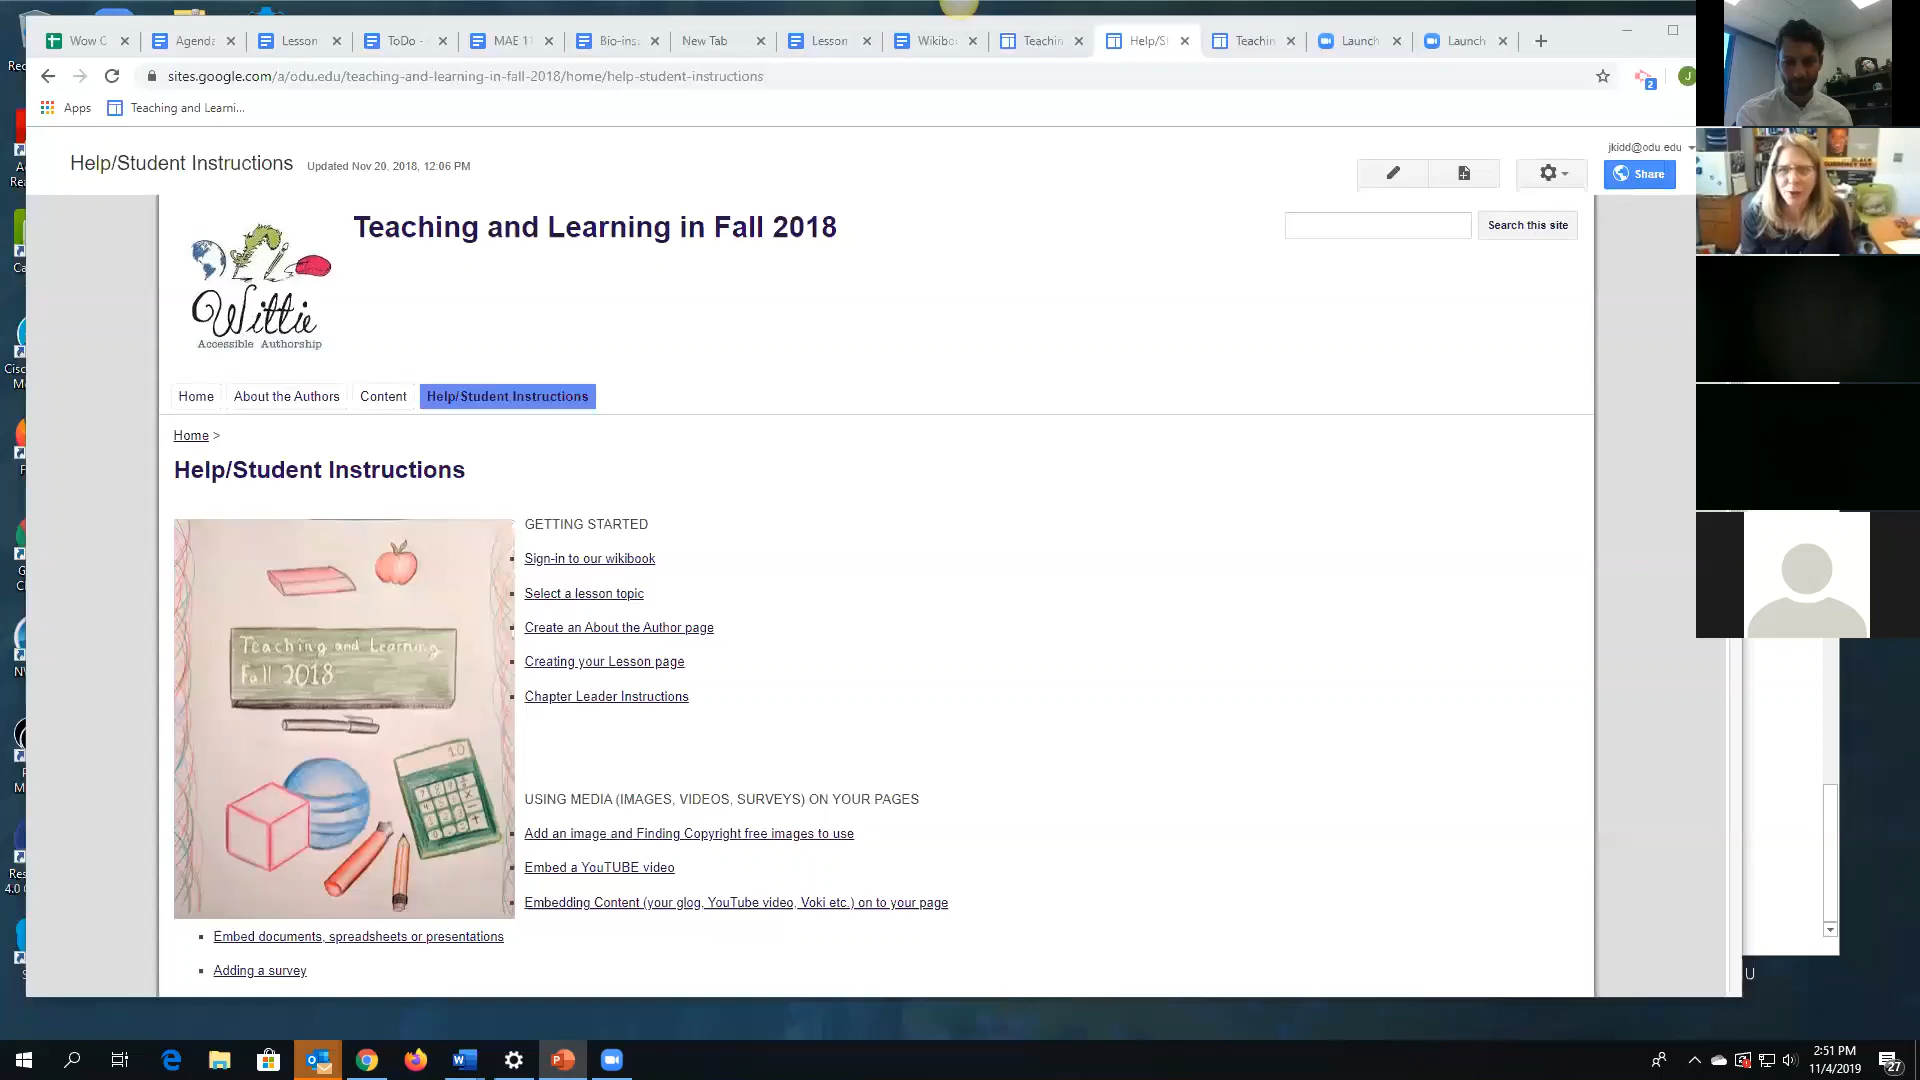 Wow C
Agenda
Lesson
ToDo -
MAE 11
Bio-ins
New Tab
Lesson
Wikibo
Teachin
Help/St
Teachin
Launch
Launch
sites.google.com/a/odu.edu/teaching-and-learning-in-fall-2018/home/help-student-instructions
2
J
Apps
Teaching and Learni...
Help/Student Instructions
Updated Nov 20, 2018, 12:06 PM
jkidd@odu.edu
Share
Teaching and Learning in Fall 2018
Search this site
Wittie
Accessible Authorship
Home
About the Authors
Content
Help/Student Instructions
Home >
Help/Student Instructions
GETTING STARTED
Sign-in to our wikibook
Select a lesson topic
Create an About the Author page
Creating your Lesson page
Chapter Leader Instructions
Teaching and Learning
Fall 2018
10
USING MEDIA (IMAGES, VIDEOS, SURVEYS) ON YOUR PAGES
Add an image and Finding Copyright free images to use
Embed a YouTUBE video
Embedding Content (your glog, YouTube video, Voki etc.) on to your page
Embed documents, spreadsheets or presentations
Adding a survey
U
2:51 PM
11/4/2019
27